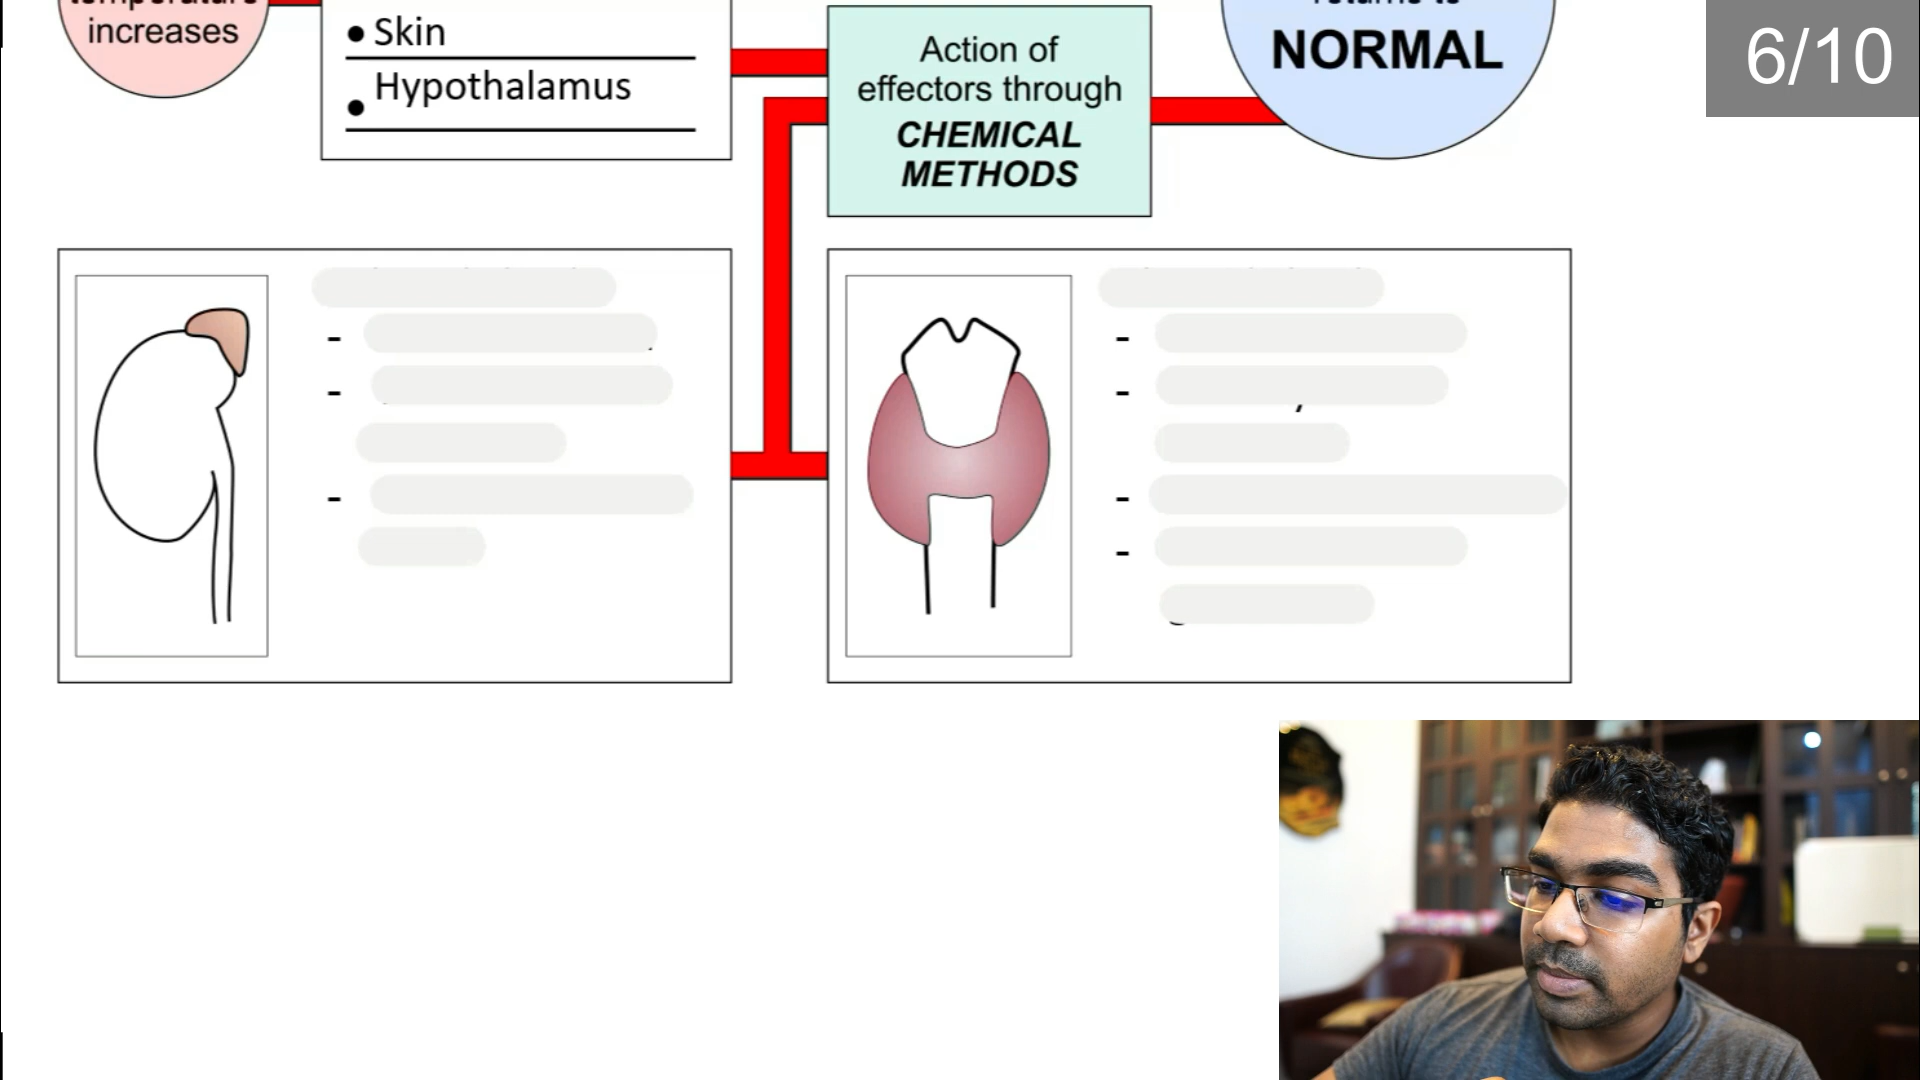 increases
• Skin
• Hypothalamus
Action of
effectors through
CHEMICAL
METHODS
NORMAL
6/10
-
-
-
-
-
-
-